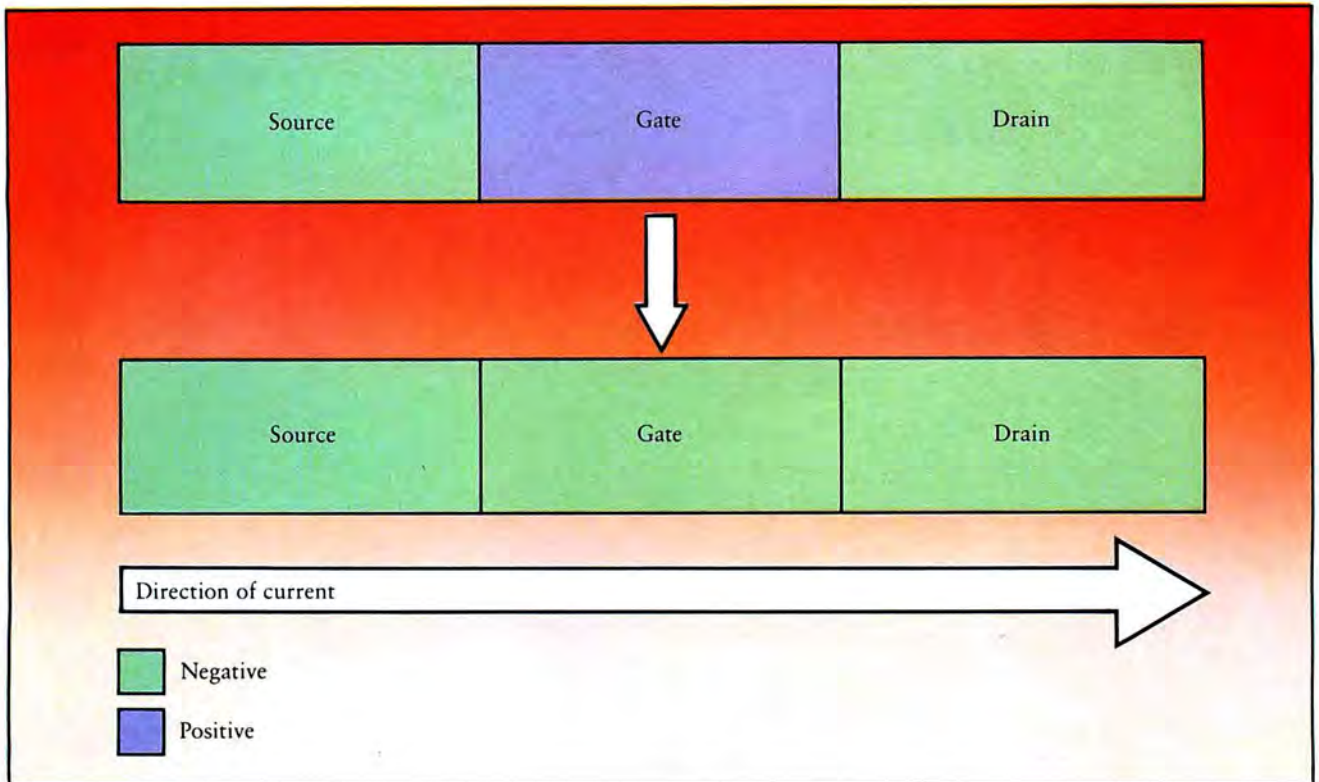 Source Gate Drain
Source Gate Drain
Direction of current
Negative
Positive